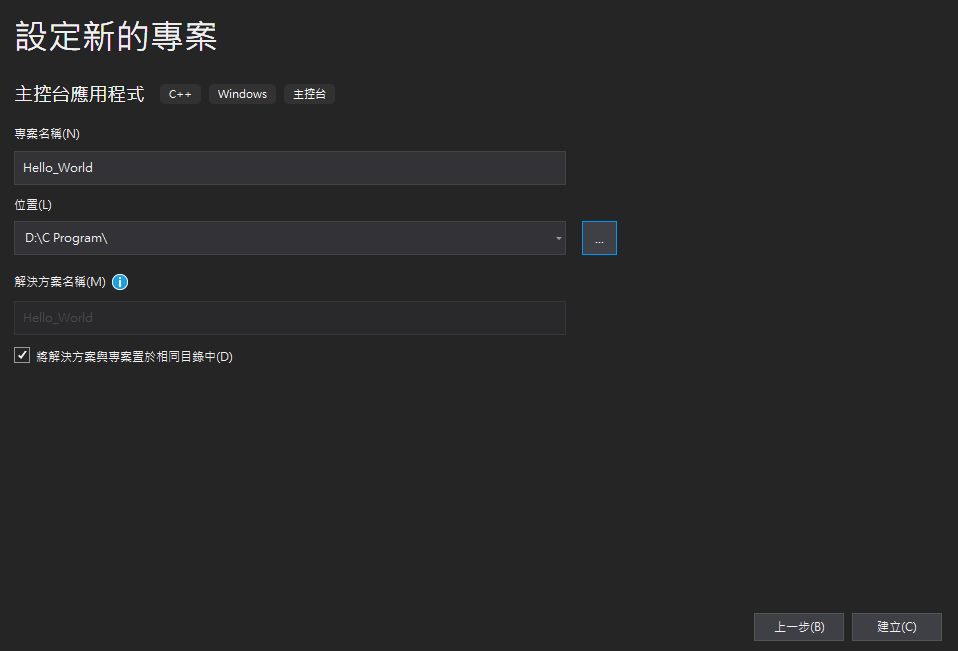 設定新的專案
主控台應用程式 C++ Windows 主控台
專案名稱(N)
Hello_World
位置(L)
D:\C Program\
...
解決方案名稱(M)
Hello_World
將解決方案與專案置於相同目錄中(D)
上一步(B) 建立(C)